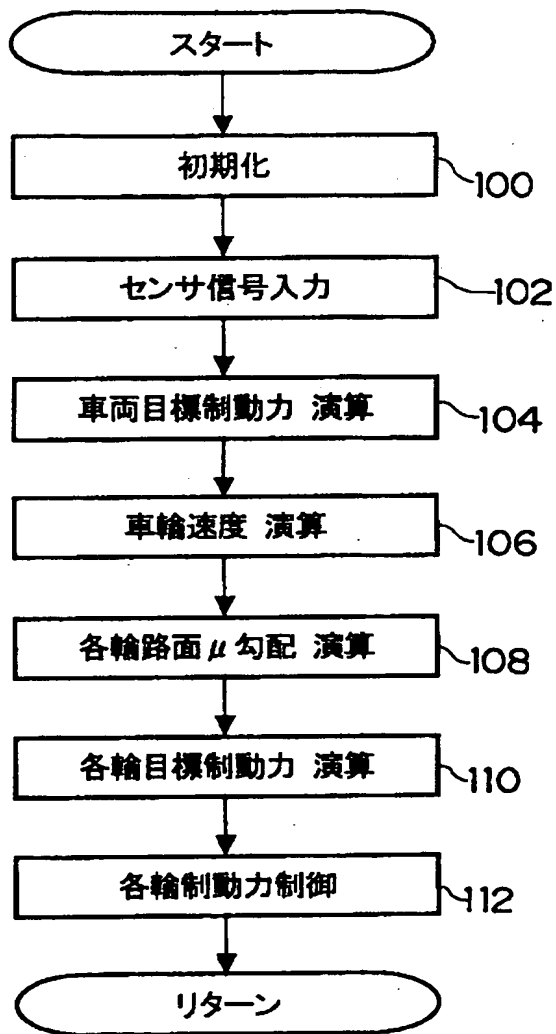 スタート
初期化
100
センサ信号入力
102
車両目標制動力 演算
104
車輪速度 演算
106
各輪路面μ勾配 演算
108
各輪目標制動力 演算
110
各輪制動力制御
112
リターン